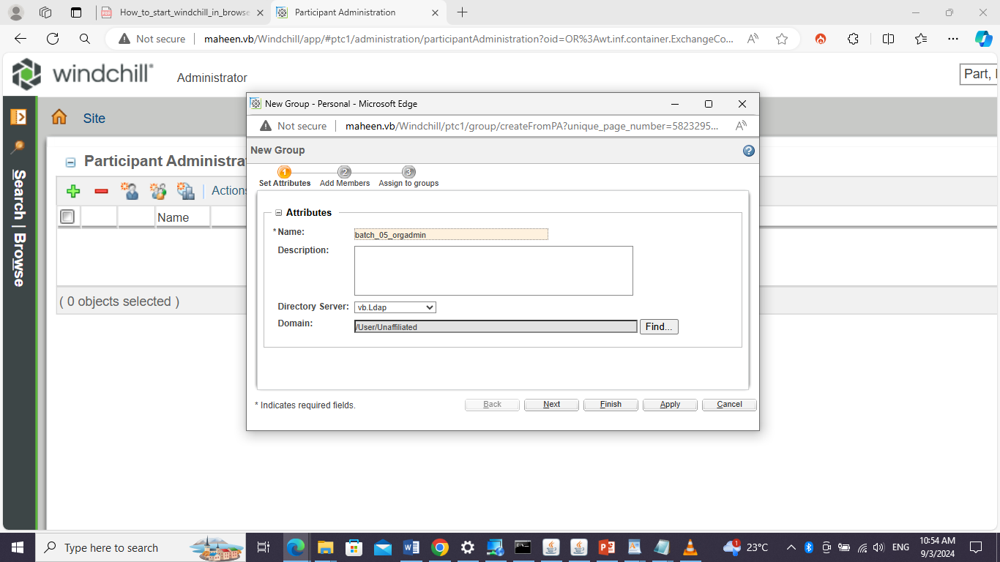 How_to_start_windchill_in_browse
Participant Administration
Not secure
maheen.vb/Windchill/app/#ptc1/administration/participantAdministration?oid=OR%3Awt.inf.container.ExchangeCo...
windchill
Administrator
Part,
Site
Search | Browse
Participant Administra
Actions
Name
( 0 objects selected )
New Group - Personal - Microsoft Edge
Not secure
maheen.vb/Windchill/ptc1/group/createFromPA?unique_page_number=5823295...
New Group
1 2 3
Set Attributes Add Members Assign to groups
Attributes
*Name: batch_05_orgadmin
Description:
Directory Server: vb.Ldap
Domain: /User/Unaffiliated Find...
* Indicates required fields.
Back Next Finish Apply Cancel
Type here to search
1
23°C
ENG
10:54 AM
9/3/2024